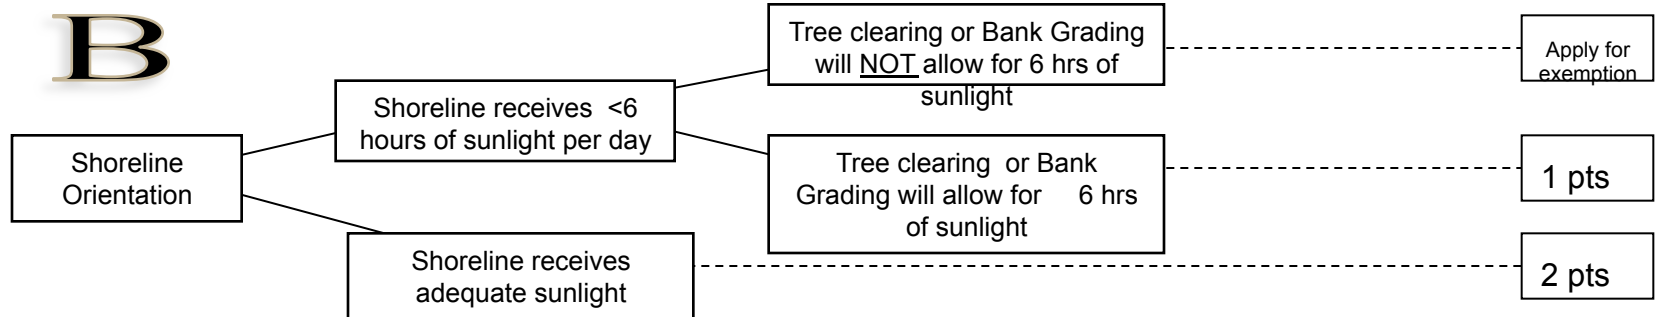 B
Shoreline
Orientation
Shoreline receives <6
hours of sunlight per day
Tree clearing or Bank Grading
will NOT allow for 6 hrs of
sunlight
Apply for
exemption
Tree clearing or Bank
Grading will allow for 6 hrs
of sunlight
1 pts
Shoreline receives
adequate sunlight
2 pts